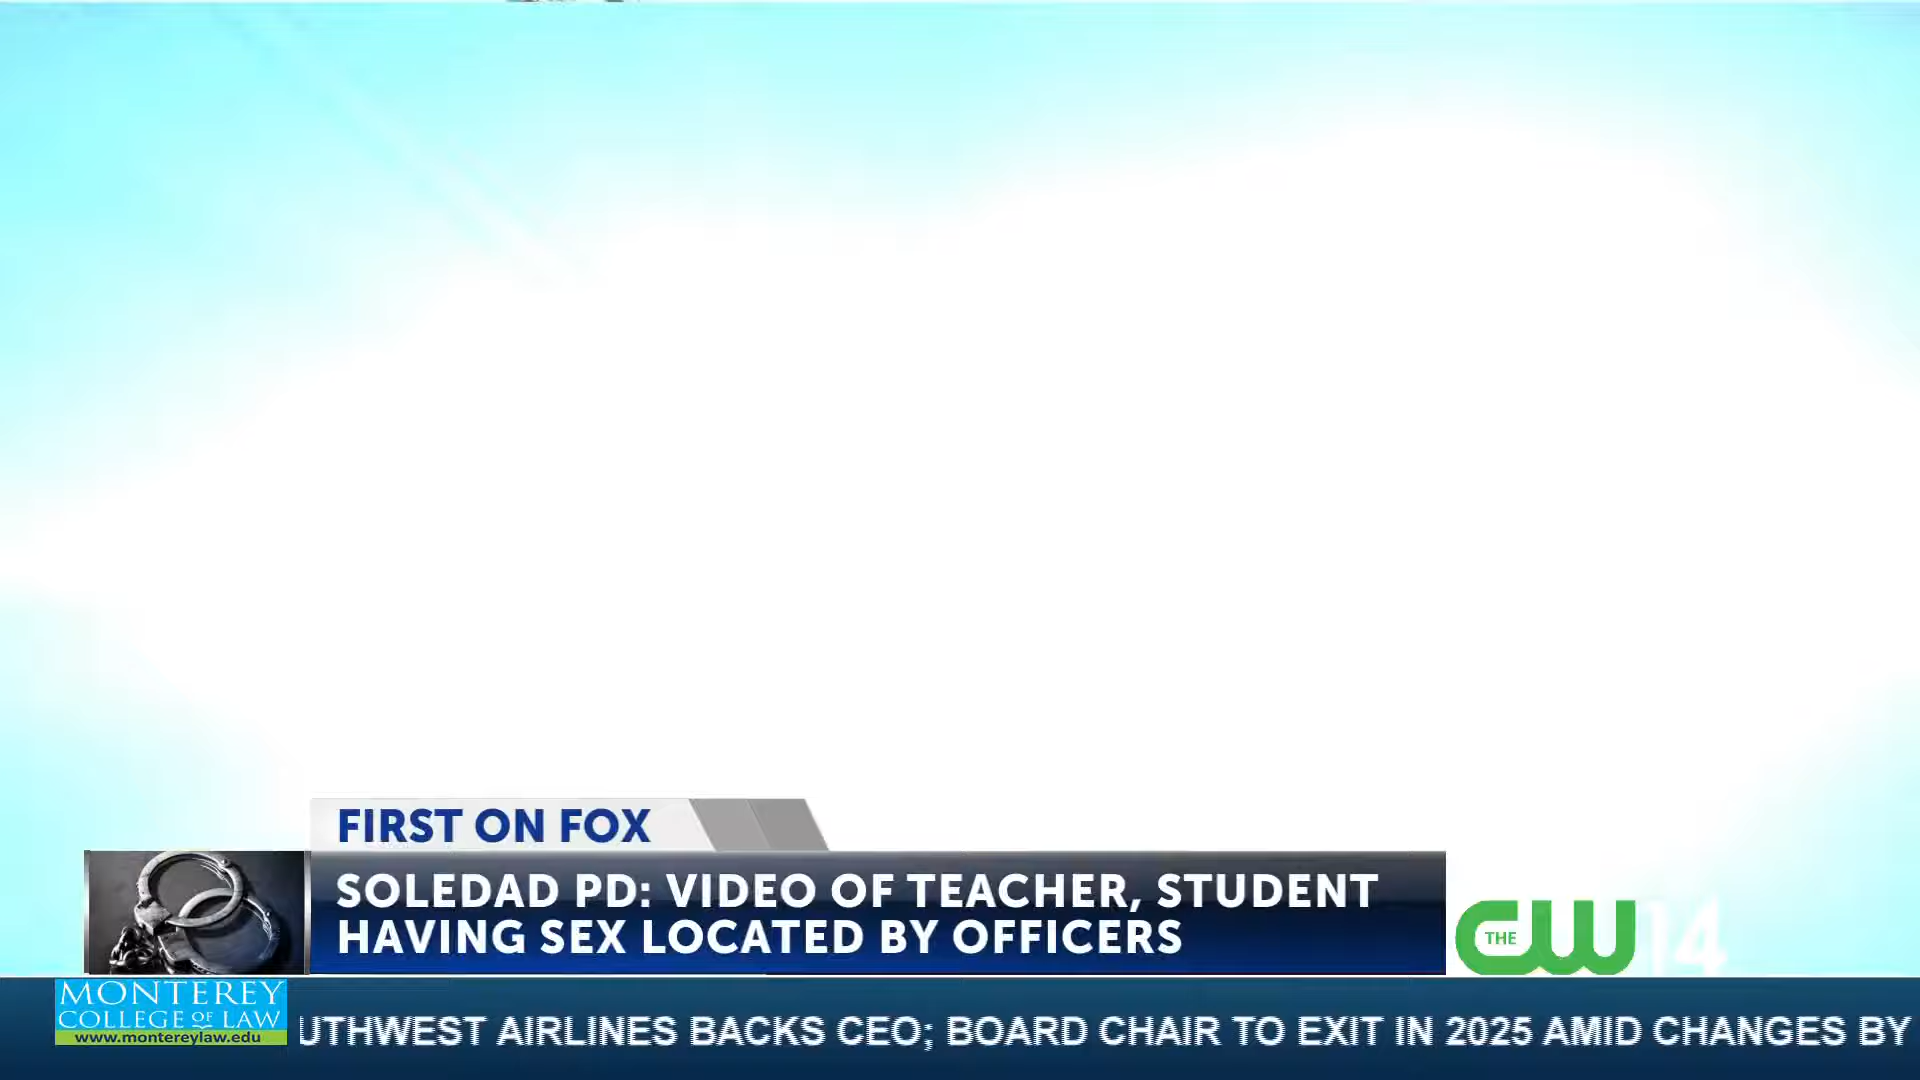 FIRST ON FOX
SOLEDAD PD: VIDEO OF TEACHER, STUDENT
HAVING SEX LOCATED BY OFFICERS
THE CW 14
MONTEREY
COLLEGE OF LAW
www.montereylaw.edu
UTHWEST AIRLINES BACKS CEO; BOARD CHAIR TO EXIT IN 2025 AMID CHANGES BY